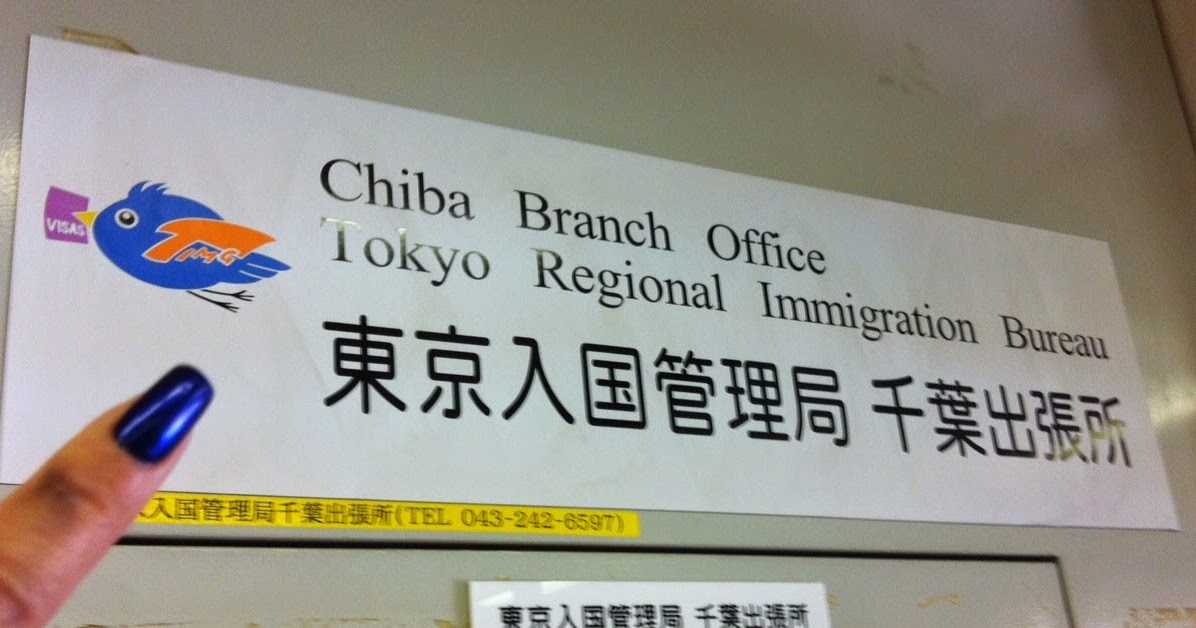 VISAS
TIMG
Chiba Branch Office
Tokyo Regional Immigration Bureau
東京入国管理局 千葉出張所
入国管理局千葉出張所(TEL 043-242-6597)
東京入国管理局 千葉出張所